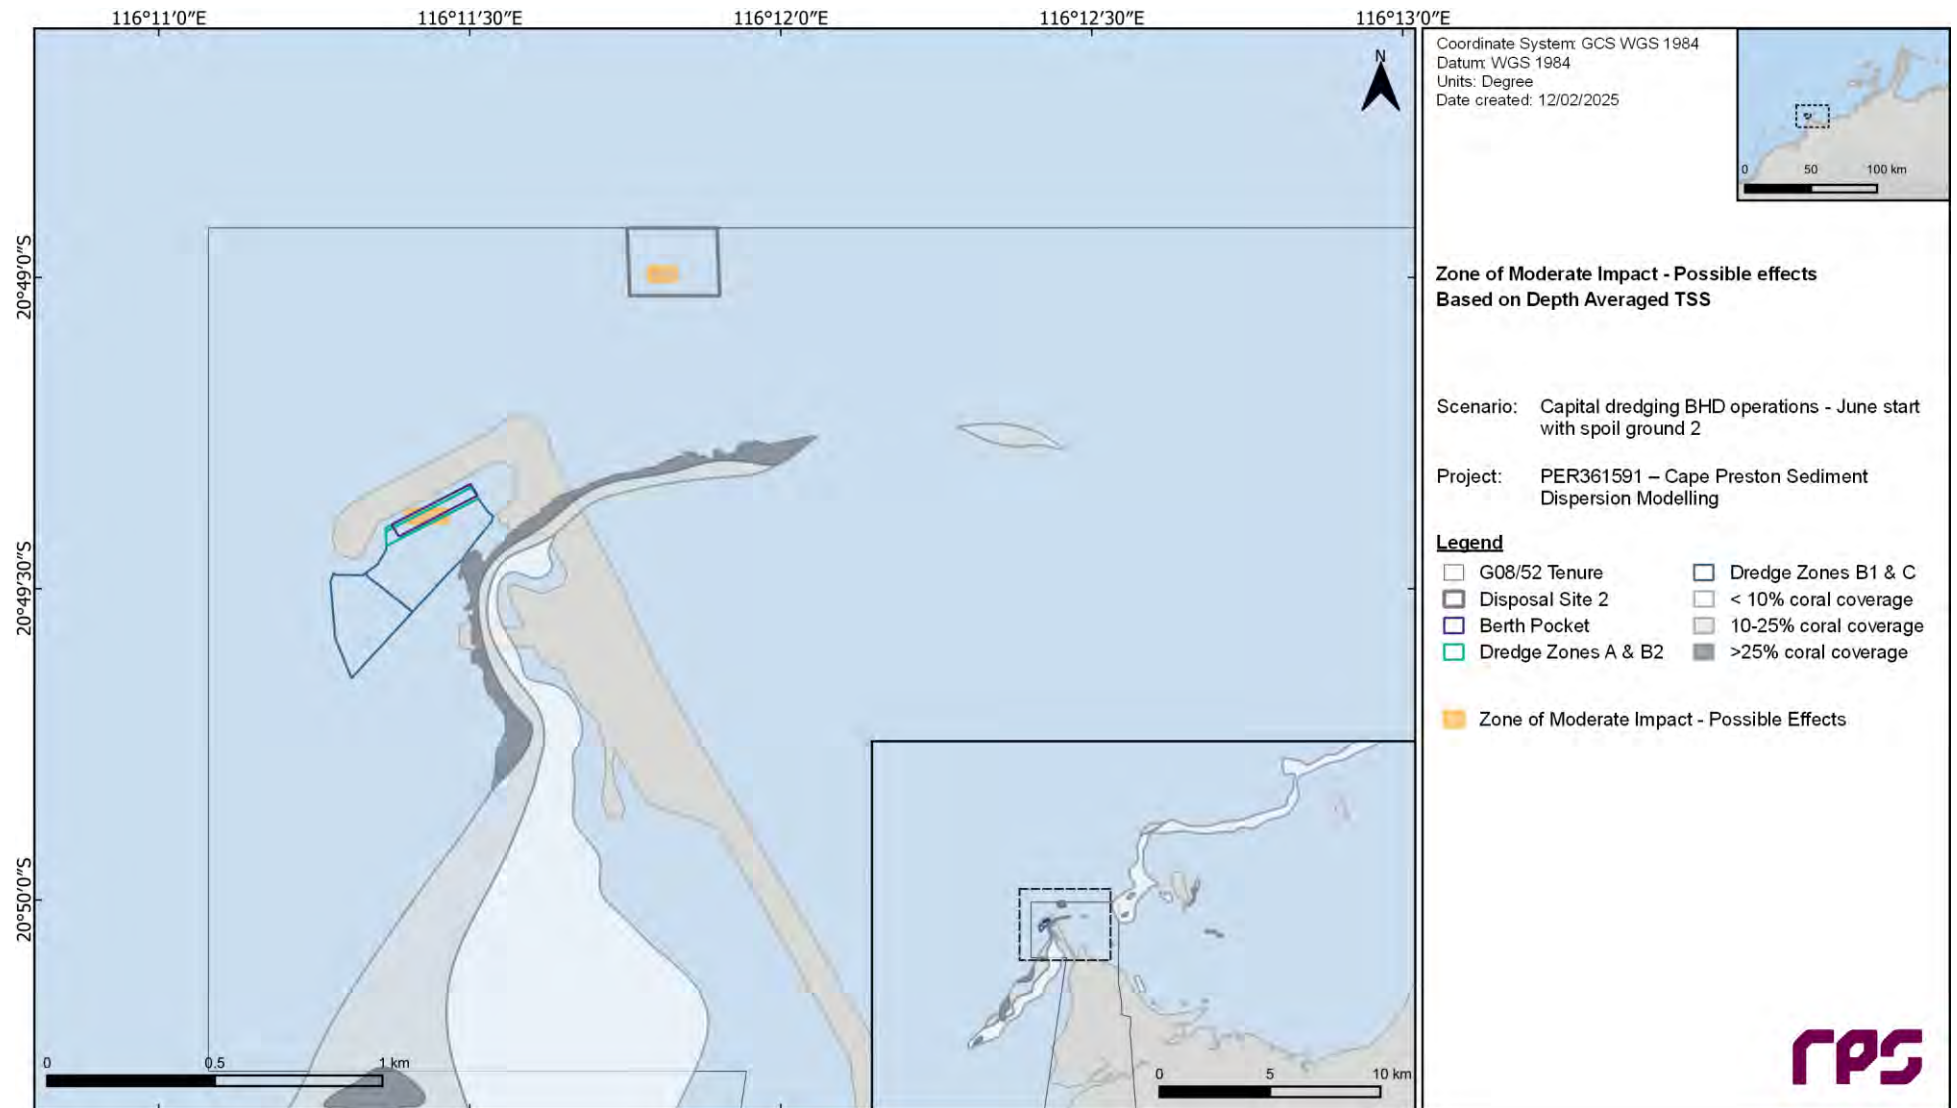 116°11'0"E 116°11'30"E 116°12'0"E 116°12'30"E 116°13'0"E
20°49'0"S
20°49'30"S
20°50'0"S
N
0 0.5 1 km
0 5 10 km
Coordinate System: GCS WGS 1984
Datum: WGS 1984
Units: Degree
Date created: 12/02/2025
0 50 100 km
Zone of Moderate Impact - Possible effects
Based on Depth Averaged TSS
Scenario: Capital dredging BHD operations - June start
with spoil ground 2
Project: PER361591 – Cape Preston Sediment
Dispersion Modelling
Legend
G08/52 Tenure
Disposal Site 2
Berth Pocket
Dredge Zones A & B2
Dredge Zones B1 & C
< 10% coral coverage
10-25% coral coverage
>25% coral coverage
Zone of Moderate Impact - Possible Effects
rps